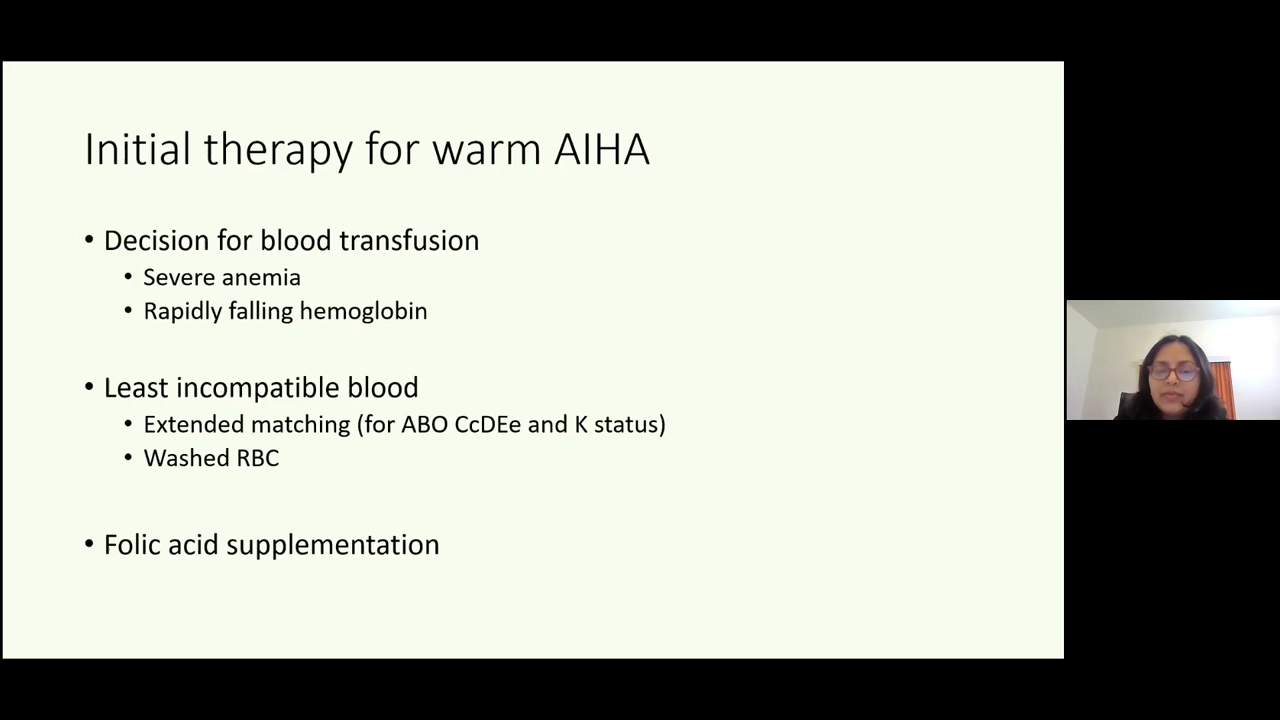 Initial therapy for warm AIHA
• Decision for blood transfusion
• Severe anemia
• Rapidly falling hemoglobin
• Least incompatible blood
• Extended matching (for ABO CcDEe and K status)
• Washed RBC
• Folic acid supplementation